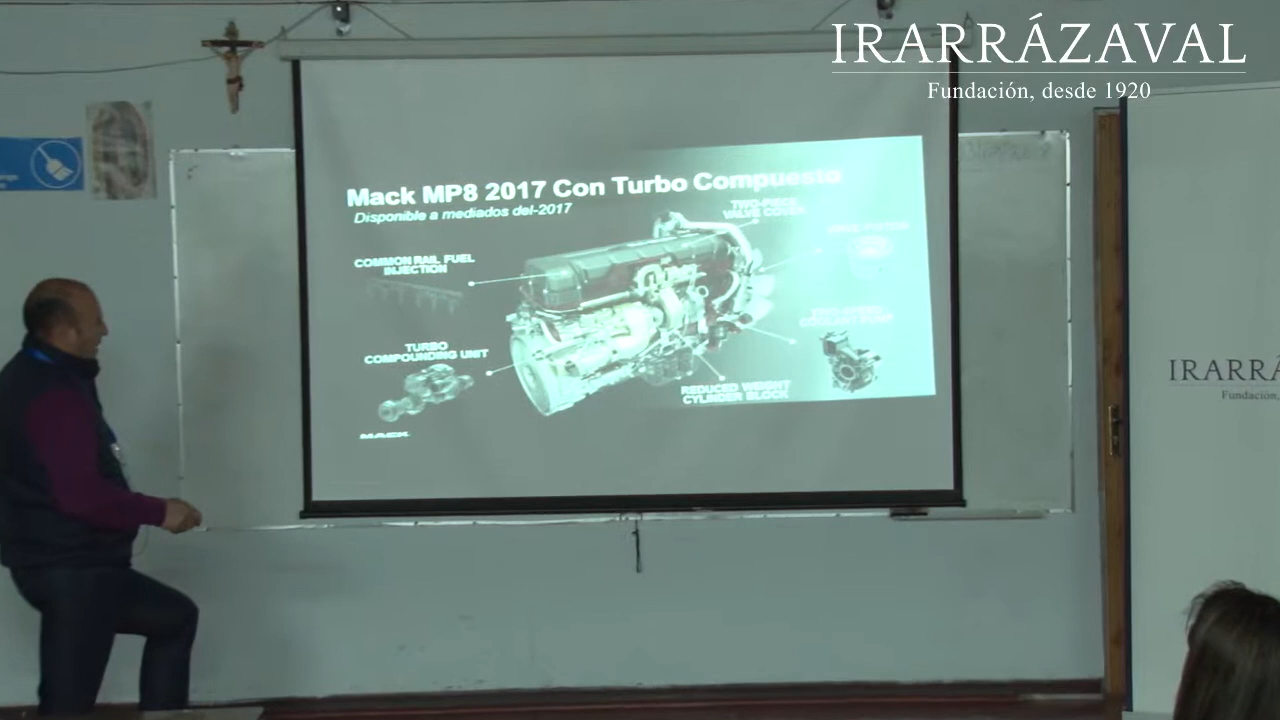 IRARRÁZAVAL
Fundación, desde 1920
Mack MP8 2017 Con Turbo Compuesto
Disponible a mediados del-2017
TWO-PIECE
VALVE COVER
COMMON RAIL FUEL
INJECTION
TURBO
COMPOUNDING UNIT
REDUCED WEIGHT
CYLINDER BLOCK
MACK
IRARRÁ
Fundación,